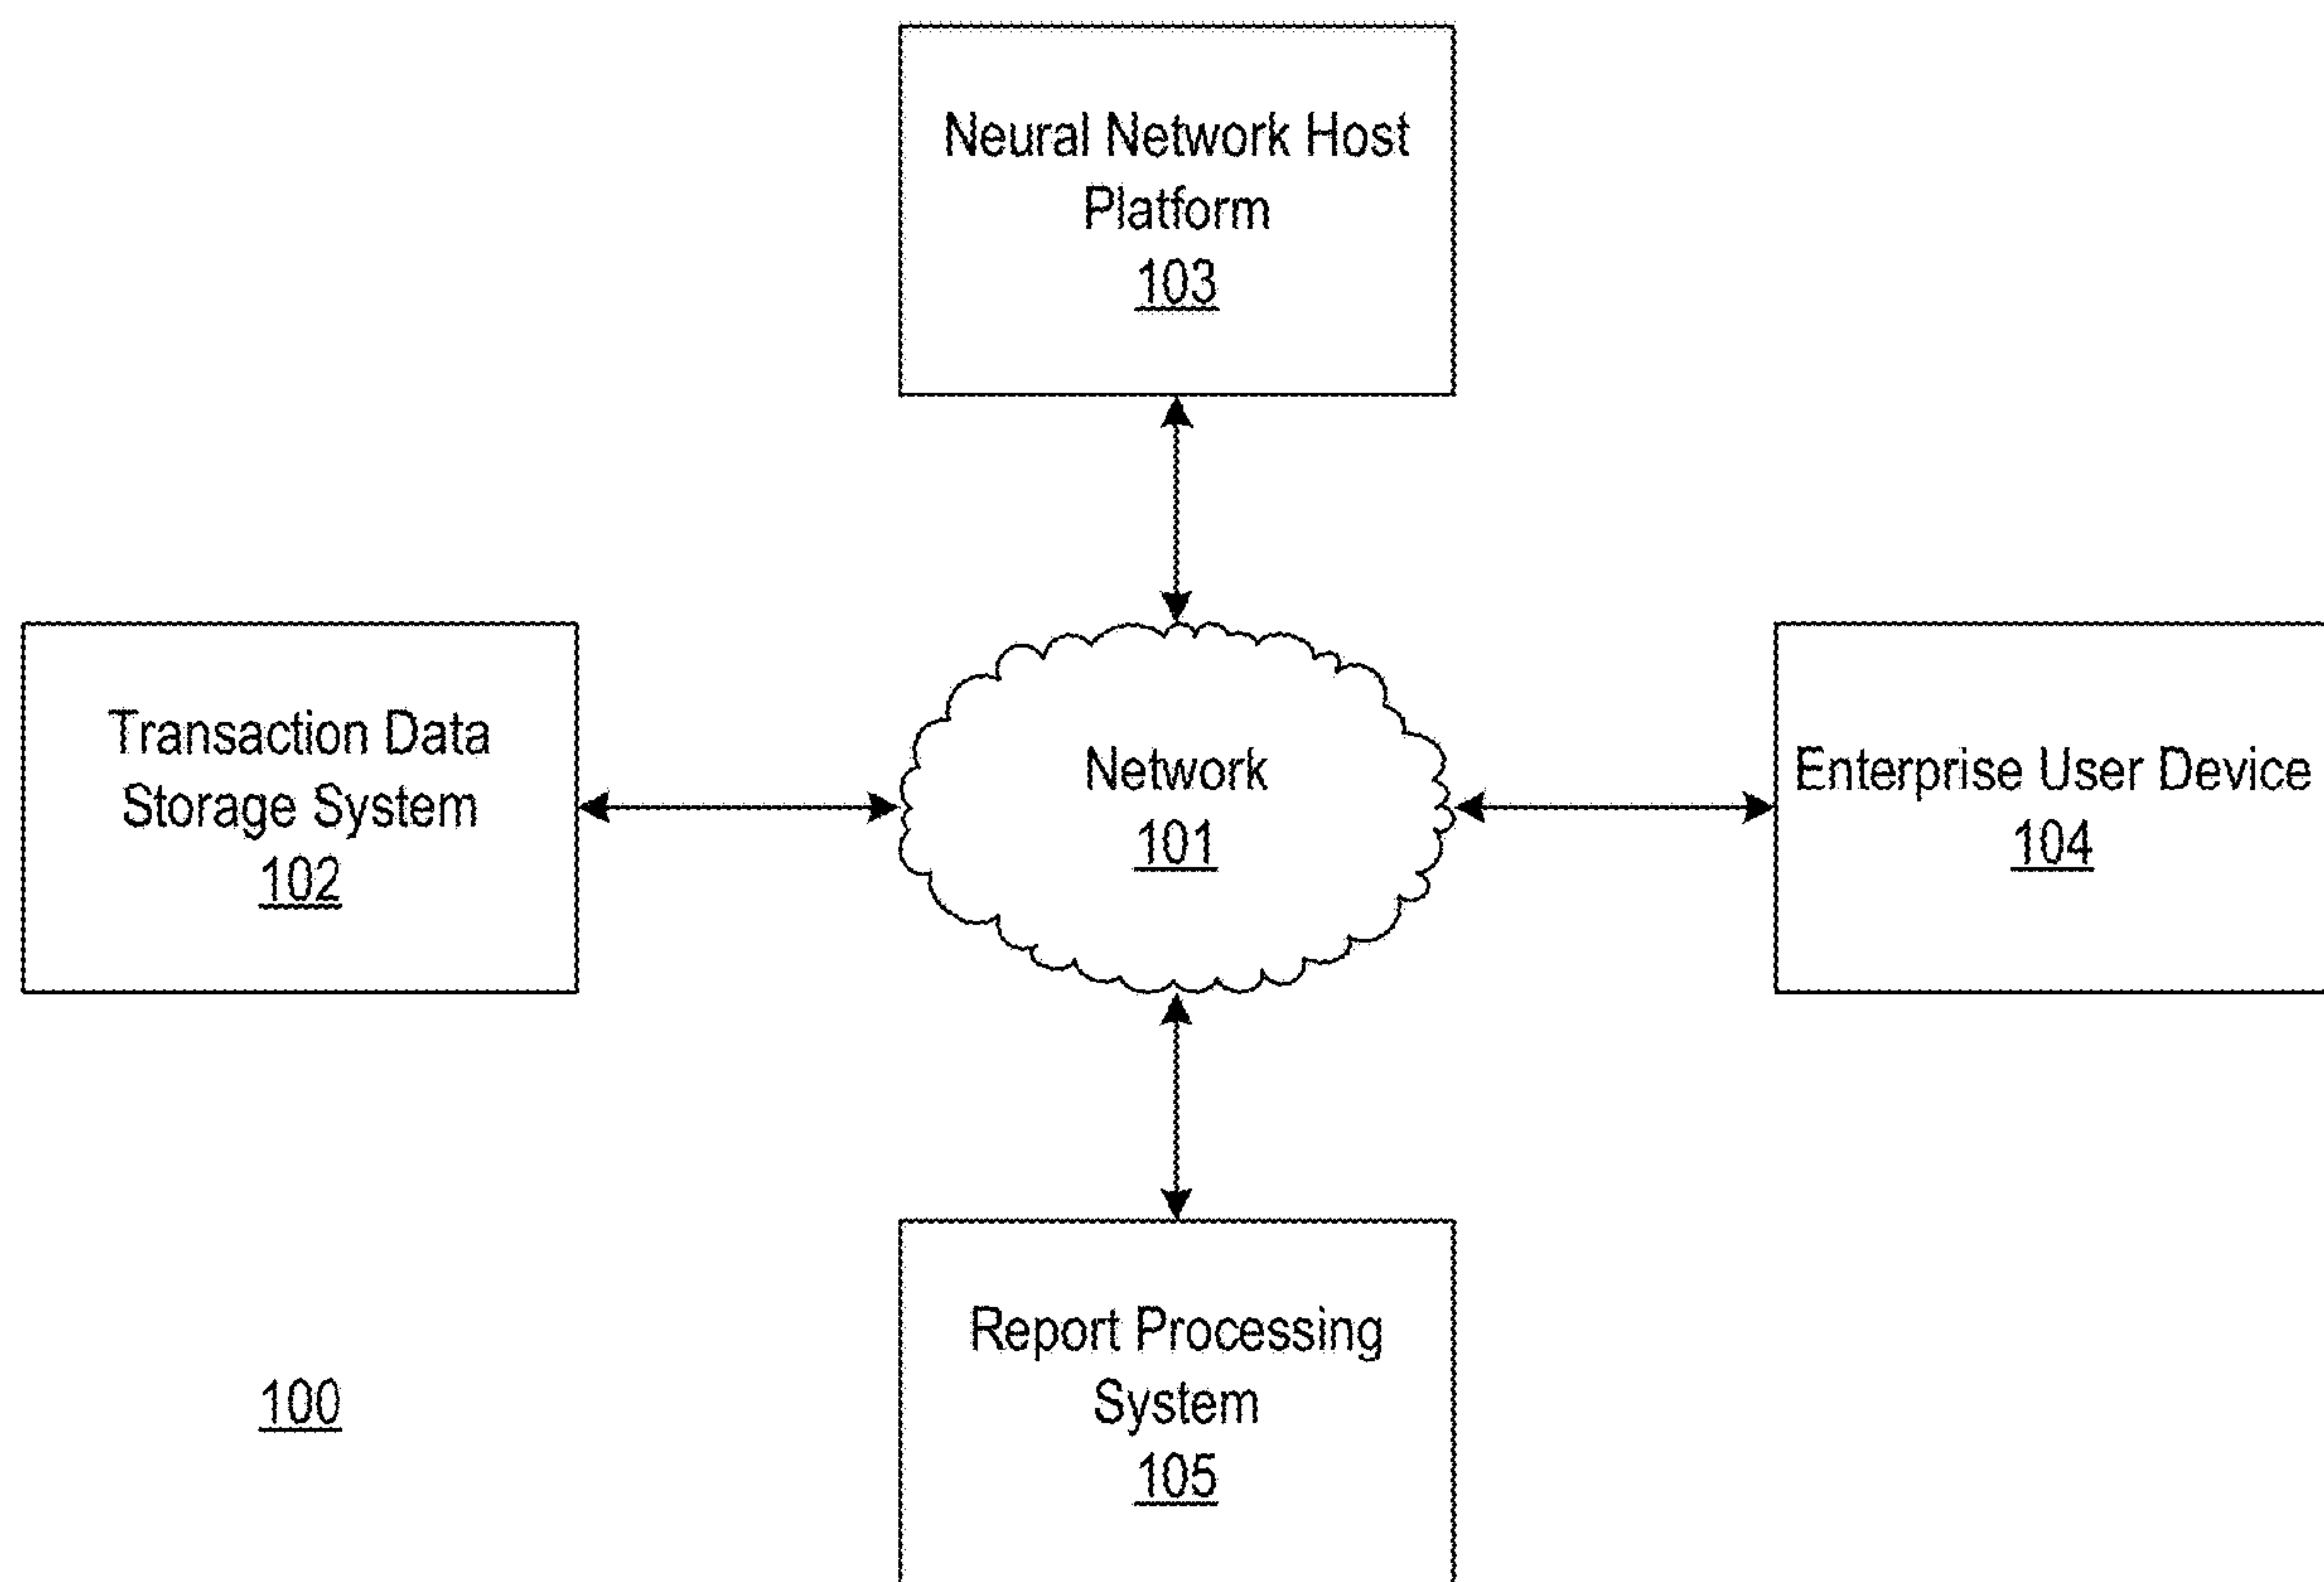 Neural Network Host
Platform
103
Transaction Data
Storage System
102
Network
101
Enterprise User Device
104
Report Processing
System
105
100